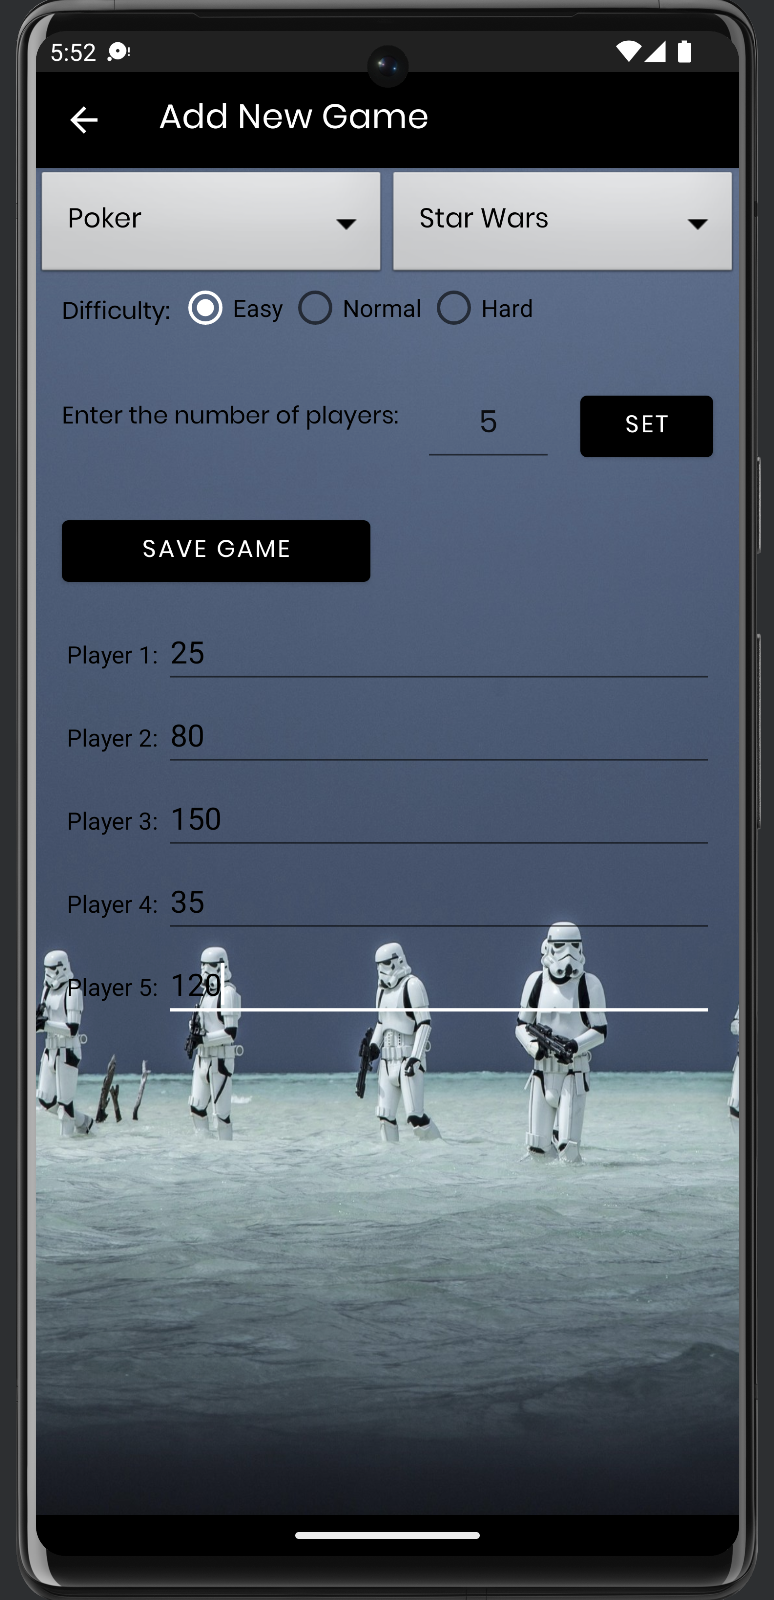 5:52
Add New Game
Poker
Star Wars
Difficulty: Easy Normal Hard
Enter the number of players: 5 SET
SAVE GAME
Player 1: 25
Player 2: 80
Player 3: 150
Player 4: 35
Player 5: 120